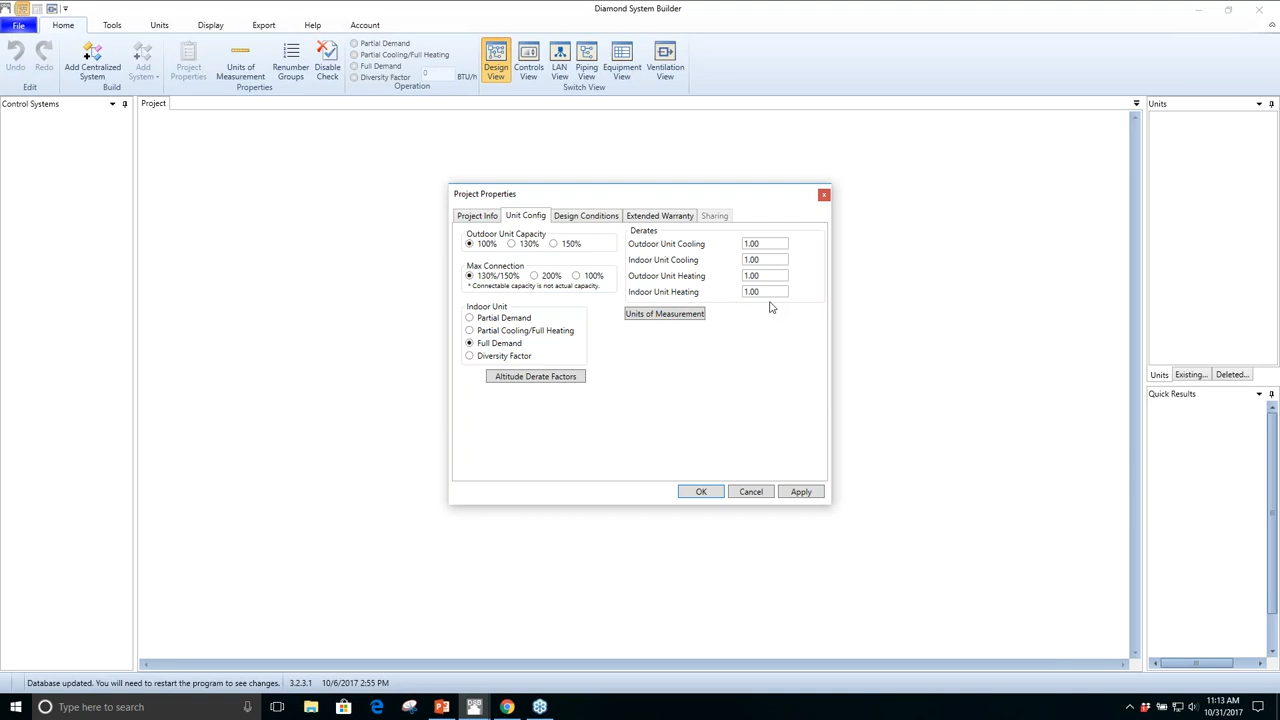 Diamond System Builder
File Home Tools Units Display Export Help Account
Undo Redo
Edit
Add Centralized System
Add System
Build
Project Properties
Units of Measurement
Renumber Groups
Disable Check
Properties
Partial Demand
Partial Cooling/Full Heating
Full Demand
Diversity Factor 0 BTU/h
Operation
Design View
Controls View
LAN View
Piping View
Equipment View
Ventilation View
Switch View
Control Systems
Project
Units
Project Properties
Project Info Unit Config Design Conditions Extended Warranty Sharing
Outdoor Unit Capacity
100% 130% 150%
Max Connection
130%/150% 200% 100%
* Connectable capacity is not actual capacity.
Indoor Unit
Partial Demand
Partial Cooling/Full Heating
Full Demand
Diversity Factor
Altitude Derate Factors
Derates
Outdoor Unit Cooling 1.00
Indoor Unit Cooling 1.00
Outdoor Unit Heating 1.00
Indoor Unit Heating 1.00
Units of Measurement
OK Cancel Apply
Units Existing... Deleted...
Quick Results
Database updated. You will need to restart the program to see changes. 3.2.3.1 10/6/2017 2:55 PM
Type here to search
DSB
11:13 AM
10/31/2017